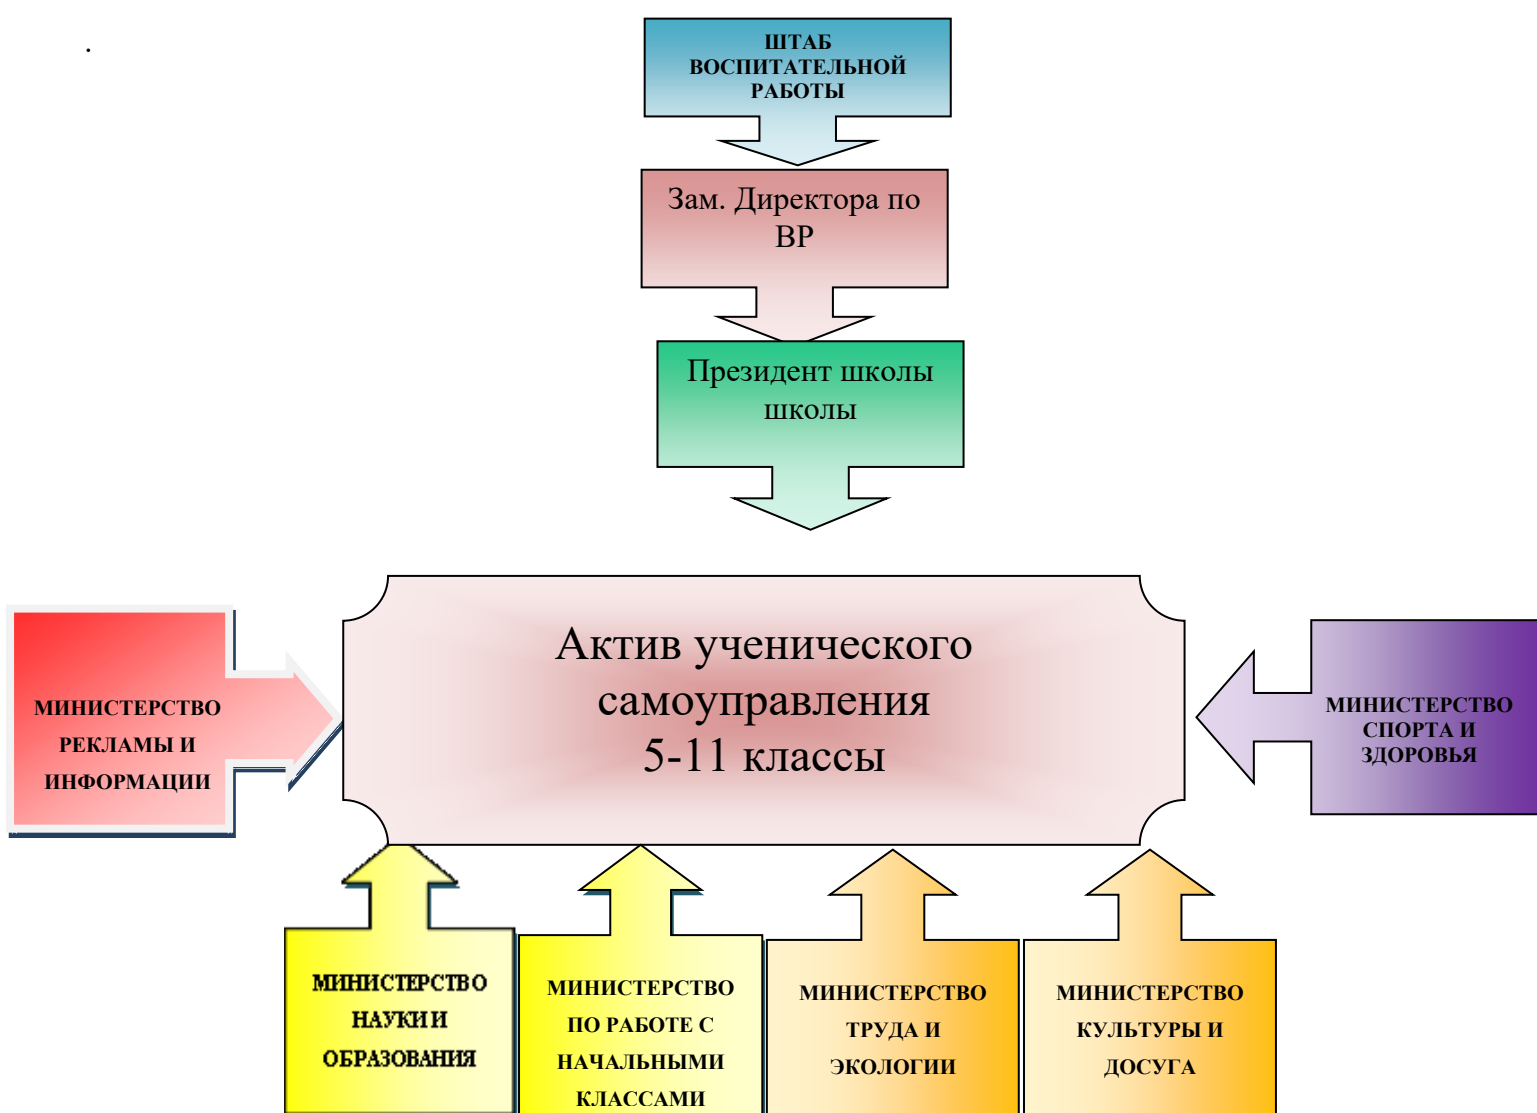 .
ШТАБ
ВОСПИТАТЕЛЬНОЙ
РАБОТЫ
Зам. Директора по
ВР
Президент школы
школы
Актив ученического
самоуправления
5-11 классы
МИНИСТЕРСТВО
РЕКЛАМЫ И
ИНФОРМАЦИИ
МИНИСТЕРСТВО
СПОРТА И
ЗДОРОВЬЯ
МИНИСТЕРСТВО
НАУКИ И
ОБРАЗОВАНИЯ
МИНИСТЕРСТВО
ПО РАБОТЕ С
НАЧАЛЬНЫМИ
КЛАССАМИ
МИНИСТЕРСТВО
ТРУДА И
ЭКОЛОГИИ
МИНИСТЕРСТВО
КУЛЬТУРЫ И
ДОСУГА